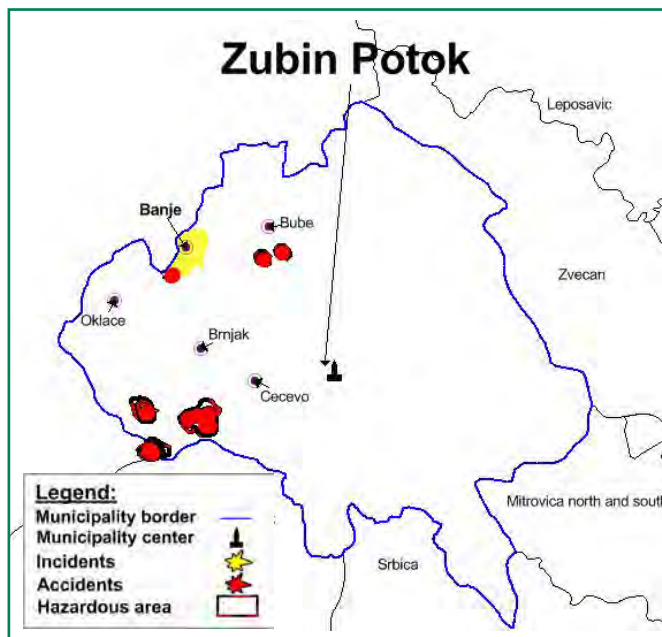 Zubin Potok
Leposavic
Banje
Bube
Zvecan
Oklace
Brnjak
Cecevo
Legend:
Municipality border
Municipality center
Incidents
Accidents
Hazardous area
Mitrovica north and south
Srbica